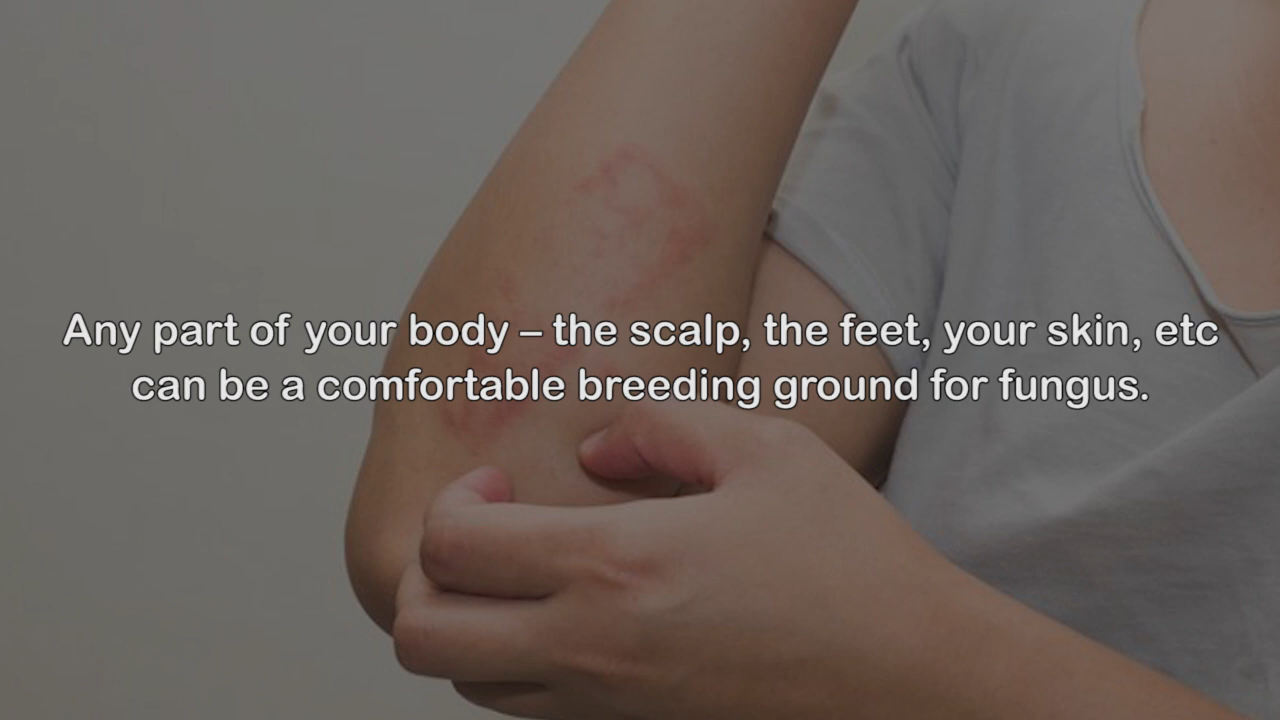 Any part of your body – the scalp, the feet, your skin, etc
can be a comfortable breeding ground for fungus.